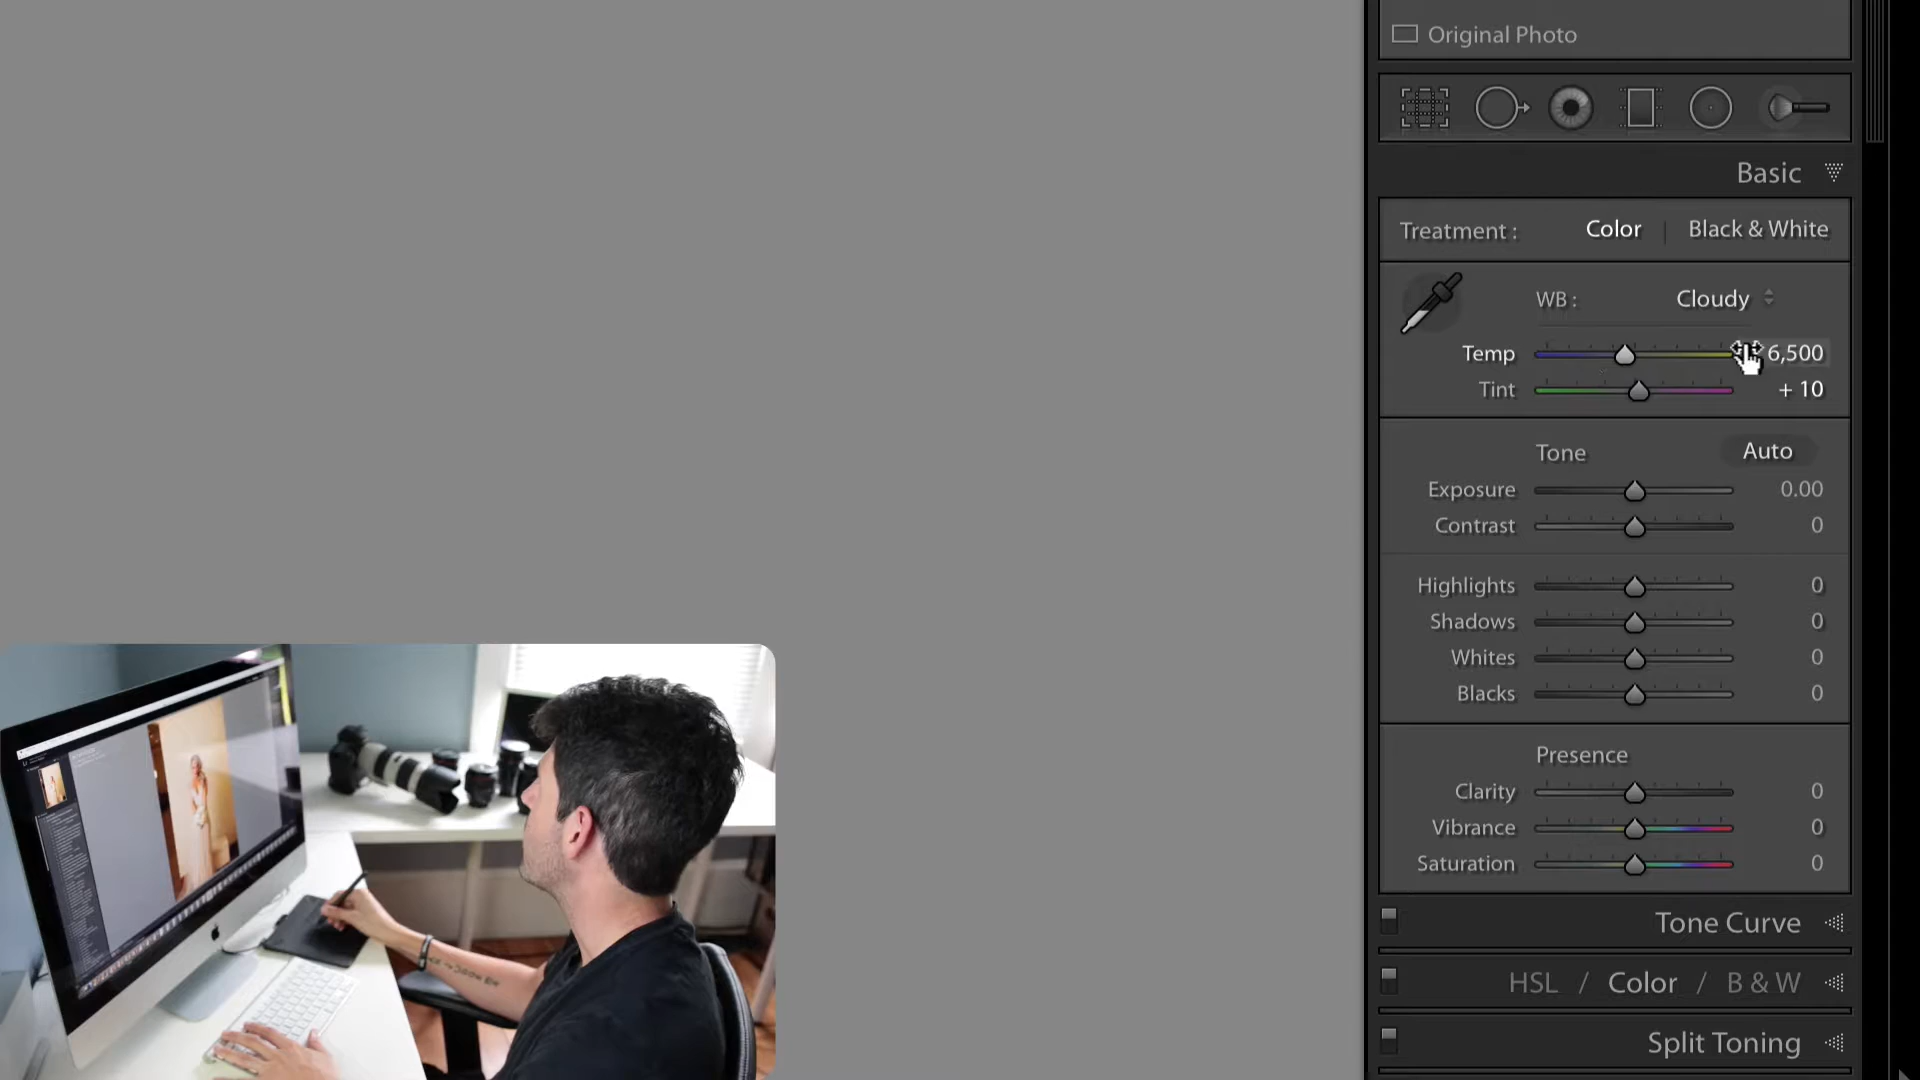 Original Photo
Basic
Treatment : Color | Black & White
WB : Cloudy
Temp 6,500
Tint + 10
Tone Auto
Exposure 0.00
Contrast 0
Highlights 0
Shadows 0
Whites 0
Blacks 0
Presence
Clarity 0
Vibrance 0
Saturation 0
Tone Curve
HSL / Color / B & W
Split Toning